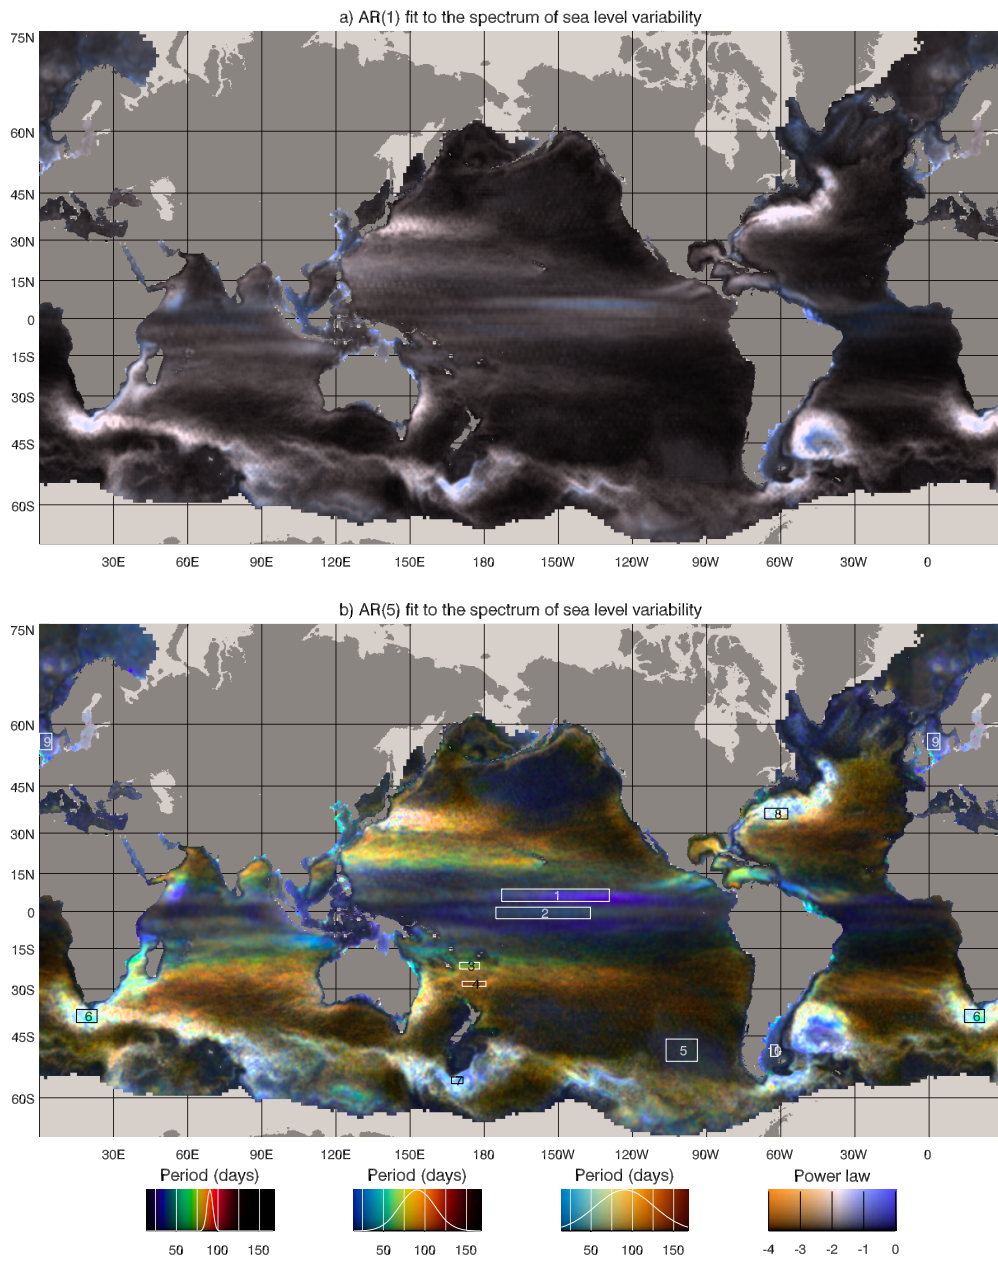 a) AR(1) fit to the spectrum of sea level variability
75N
60N
45N
30N
15N
0
15S
30S
45S
60S
30E 60E 90E 120E 150E 180 150W 120W 90W 60W 30W 0
b) AR(5) fit to the spectrum of sea level variability
75N
60N
9 9
45N
8
30N
15N
1
0 2
15S
3
30S 4
6 6
45S
5 10
7
60S
30E 60E 90E 120E 150E 180 150W 120W 90W 60W 30W 0
Period (days) Period (days) Period (days) Power law
50 100 150 50 100 150 50 100 150 -4 -3 -2 -1 0